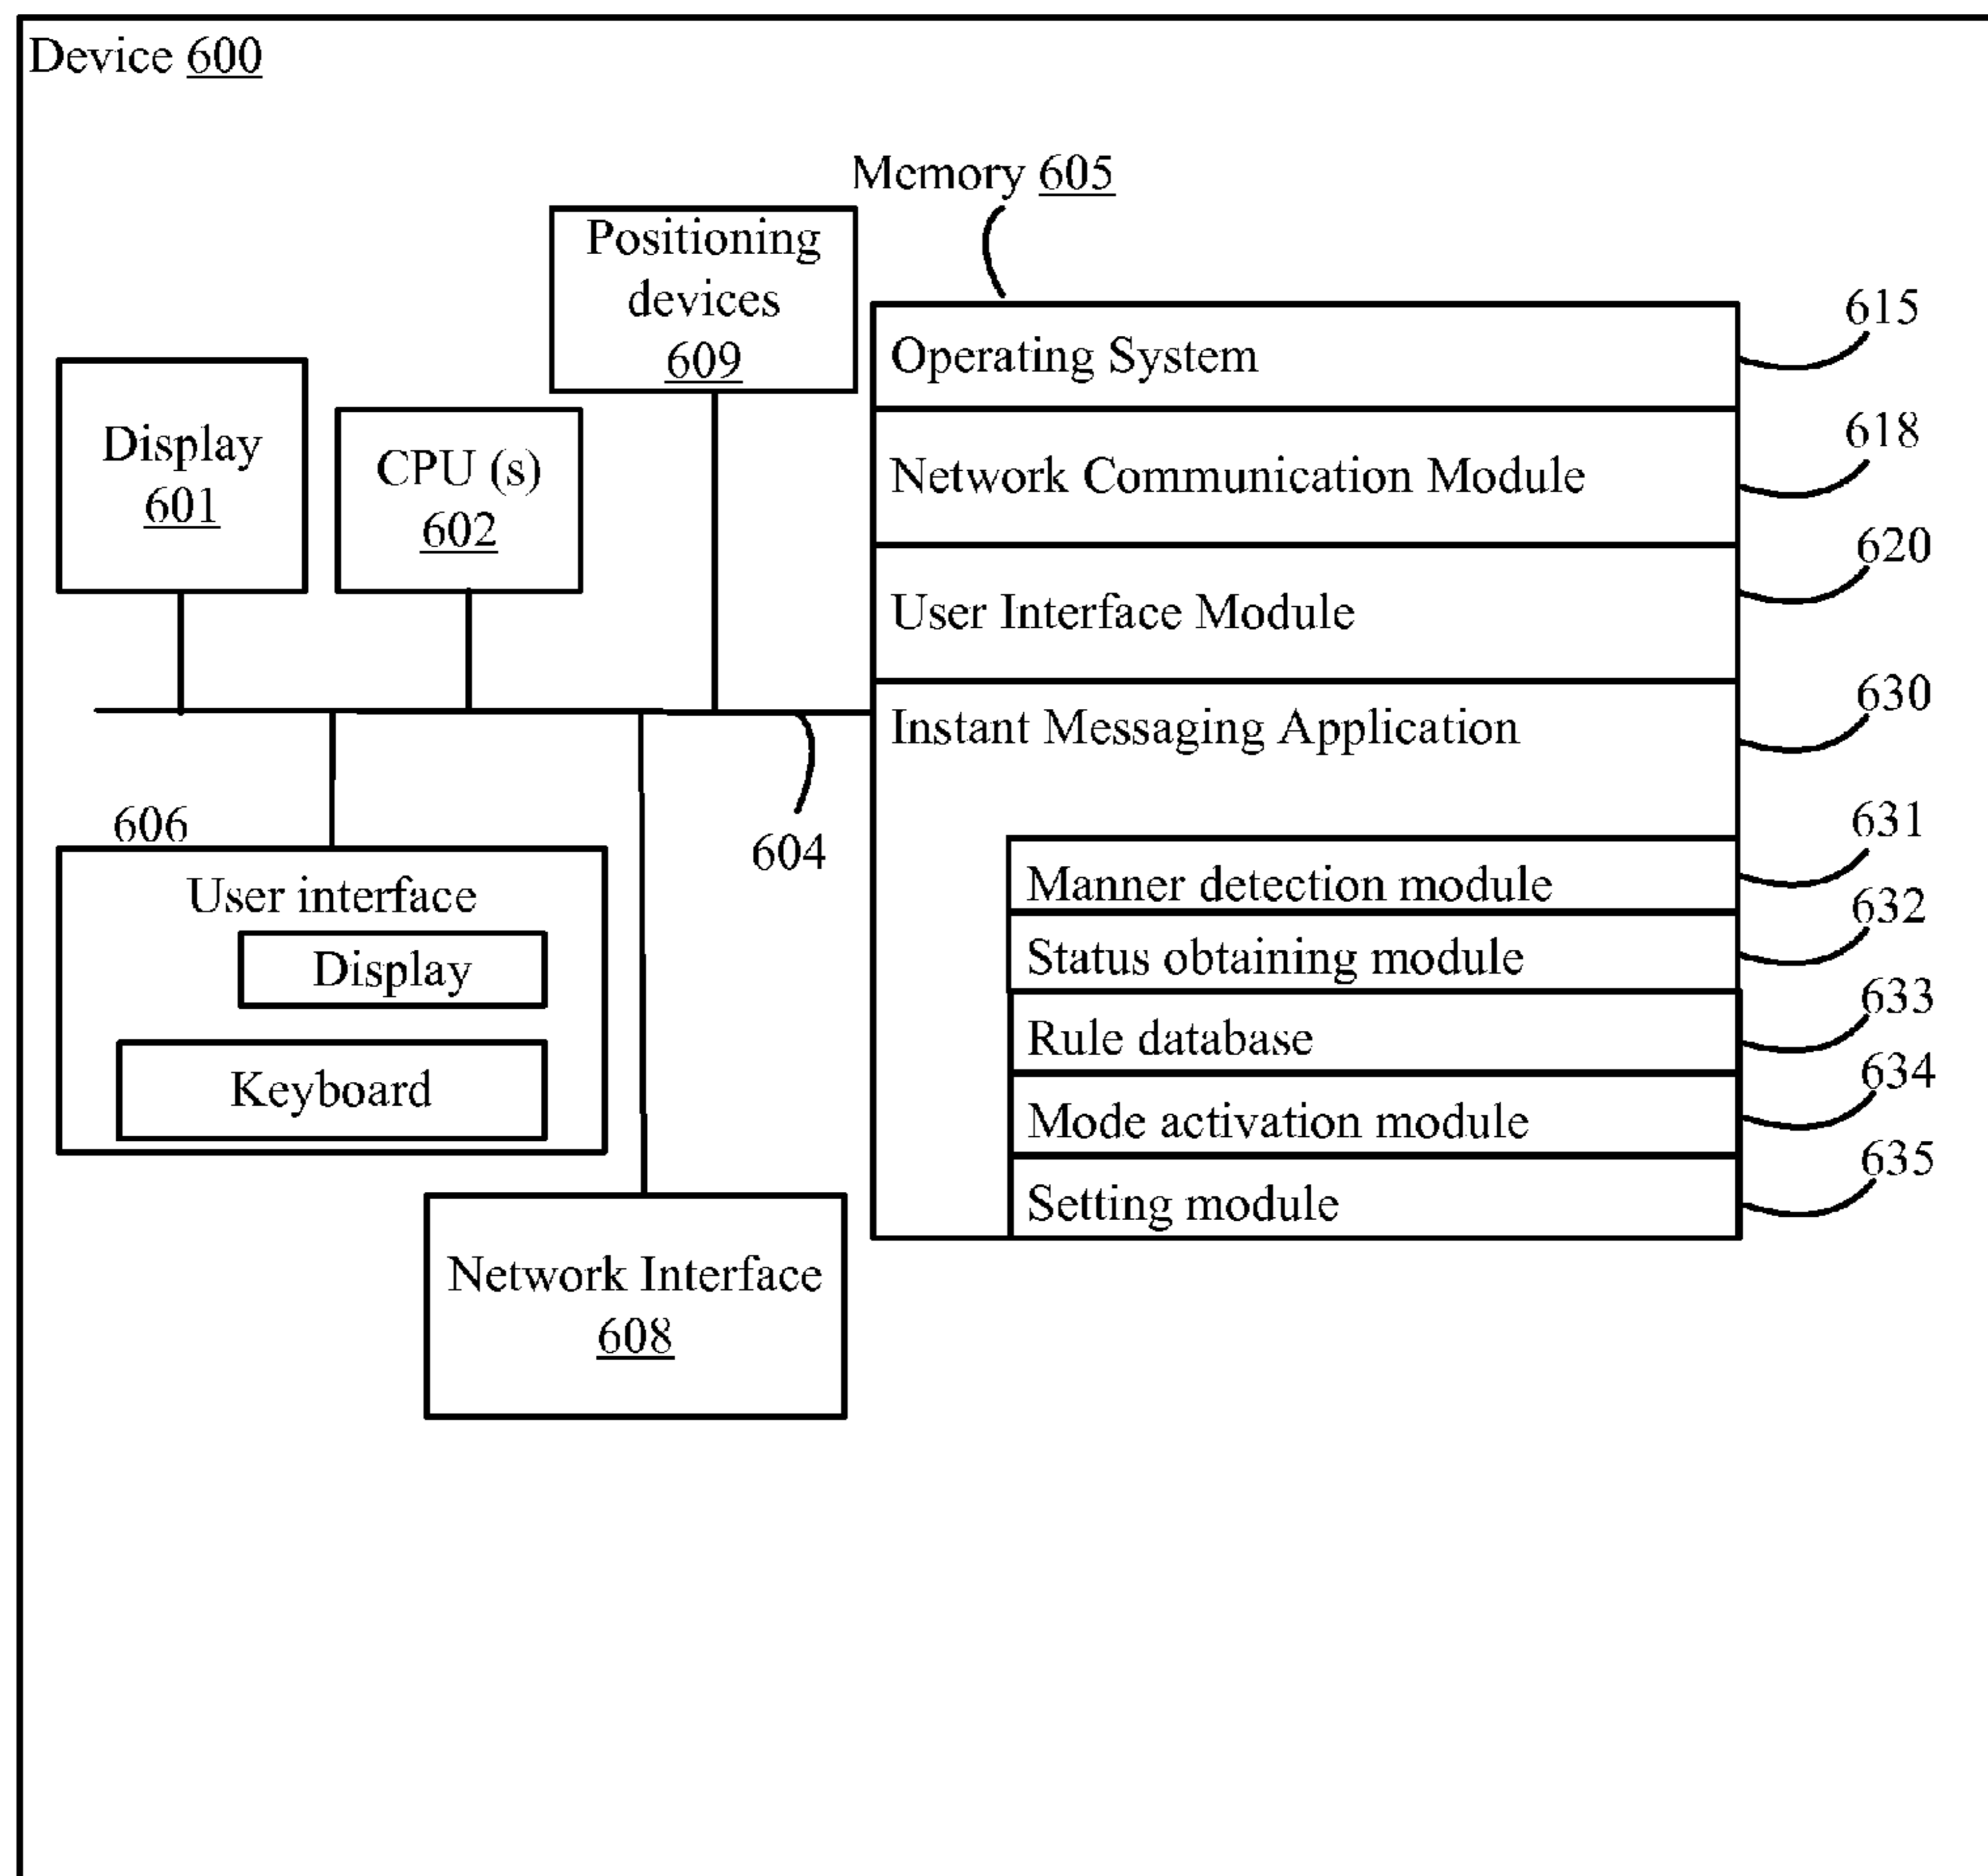 Device 600
Memory 605
Positioning
devices
609
Display
601
CPU (s)
602
Operating System
615
Network Communication Module
618
User Interface Module
620
Instant Messaging Application
630
604
606
User interface
Display
Keyboard
Manner detection module
631
Status obtaining module
632
Rule database
633
Mode activation module
634
Setting module
635
Network Interface
608